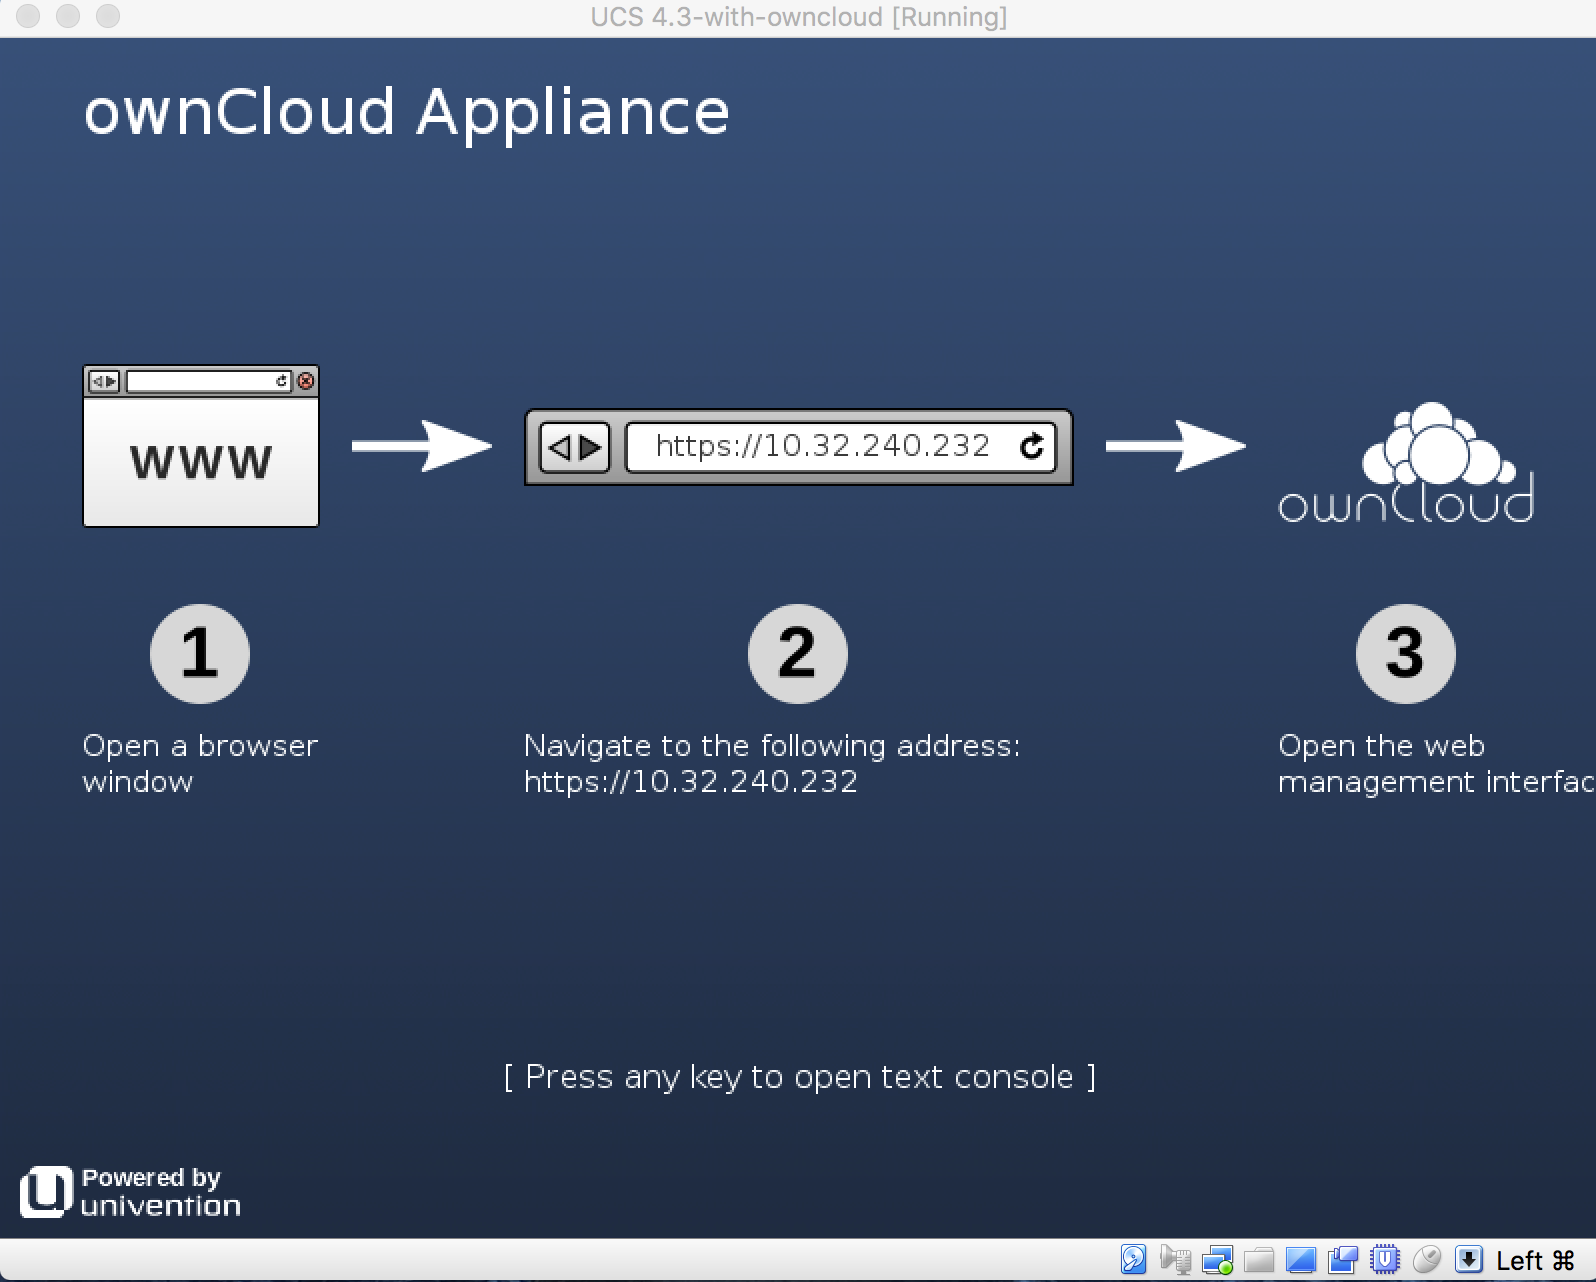 UCS 4.3-with-owncloud [Running]
ownCloud Appliance
www
https://10.32.240.232
ownCloud
1
2
3
Open a browser
window
Navigate to the following address:
https://10.32.240.232
Open the web
management interfac
[ Press any key to open text console ]
Powered by
univention
Left ⌘